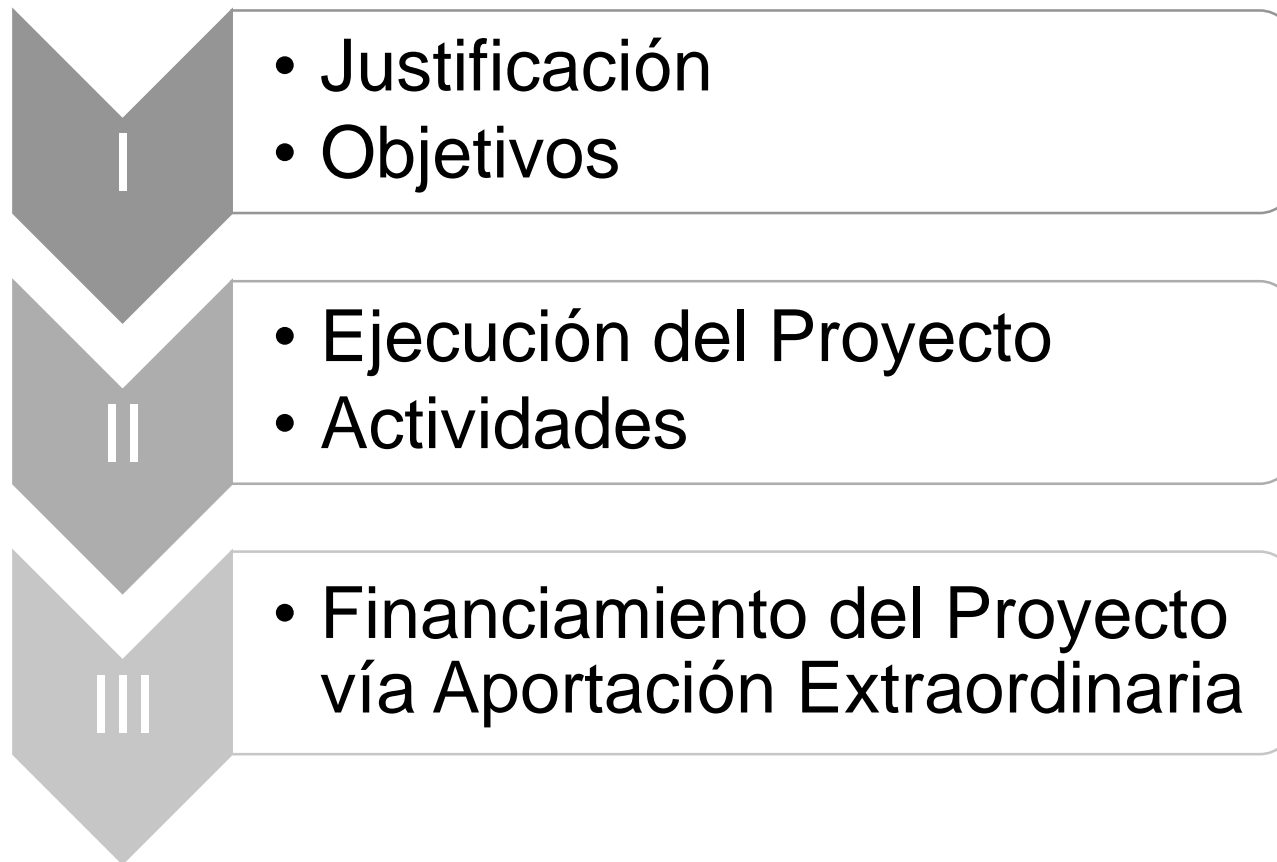 I
• Justificación
• Objetivos
II
• Ejecución del Proyecto
• Actividades
III
• Financiamiento del Proyecto
vía Aportación Extraordinaria